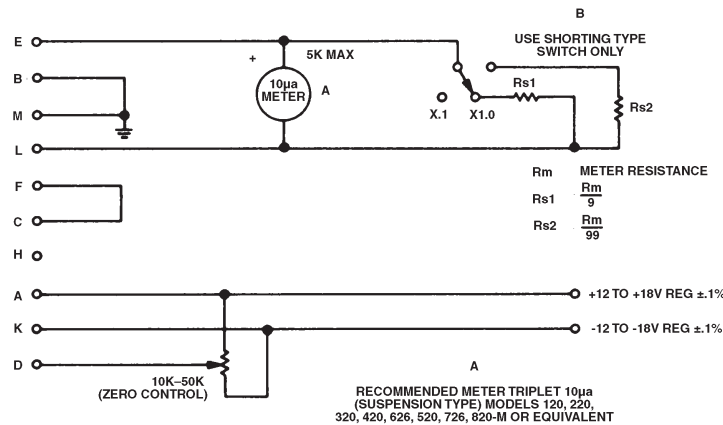 B
E
USE SHORTING TYPE
SWITCH ONLY
+
5K MAX
B
10µa
METER
A
Rs1
Rs2
M
X.1
X1.0
L
Rm METER RESISTANCE
F
Rs1 Rm
9
C
Rs2 Rm
99
H
A
+12 TO +18V REG ±.1%
K
-12 TO -18V REG ±.1%
D
10K–50K
(ZERO CONTROL)
A
RECOMMENDED METER TRIPLET 10µa
(SUSPENSION TYPE) MODELS 120, 220,
320, 420, 626, 520, 726, 820-M OR EQUIVALENT